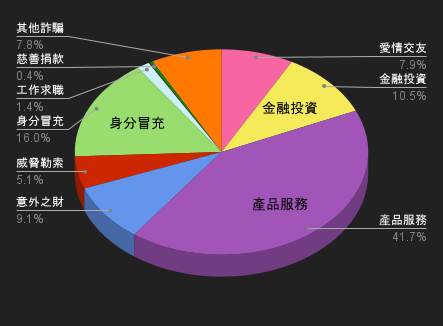 其他詐騙
7.8%
慈善捐款
0.4%
工作求職
1.4%
身分冒充
16.0%
威脅勒索
5.1%
意外之財
9.1%
愛情交友
7.9%
金融投資
10.5%
產品服務
41.7%
金融投資
身分冒充
產品服務